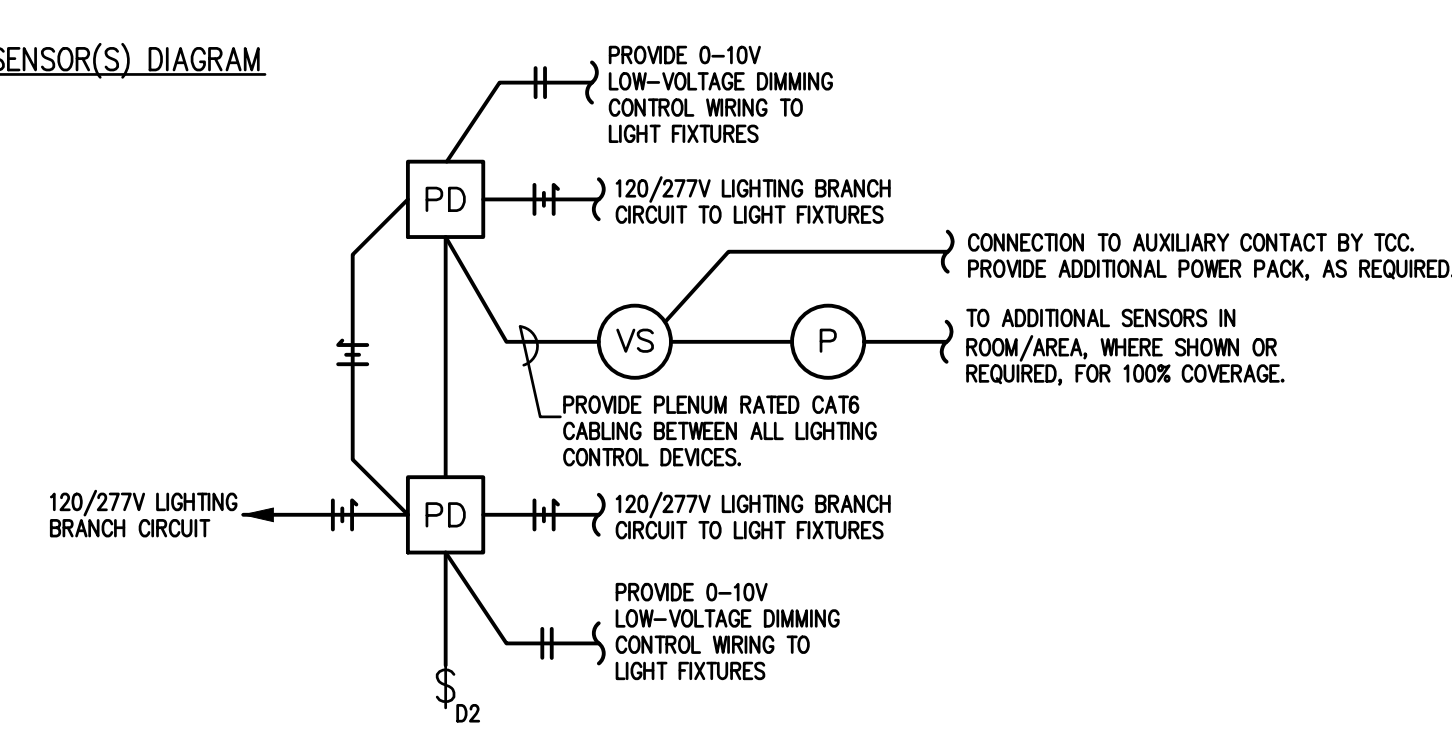 SENSOR(S) DIAGRAM
PROVIDE 0-10V
LOW-VOLTAGE DIMMING
CONTROL WIRING TO
LIGHT FIXTURES
PD
120/277V LIGHTING BRANCH
CIRCUIT TO LIGHT FIXTURES
CONNECTION TO AUXILIARY CONTACT BY TCC.
PROVIDE ADDITIONAL POWER PACK, AS REQUIRED.
VS
P
TO ADDITIONAL SENSORS IN
ROOM/AREA, WHERE SHOWN OR
REQUIRED, FOR 100% COVERAGE.
PROVIDE PLENUM RATED CAT6
CABLING BETWEEN ALL LIGHTING
CONTROL DEVICES.
120/277V LIGHTING
BRANCH CIRCUIT
PD
120/277V LIGHTING BRANCH
CIRCUIT TO LIGHT FIXTURES
PROVIDE 0-10V
LOW-VOLTAGE DIMMING
CONTROL WIRING TO
LIGHT FIXTURES
$D2